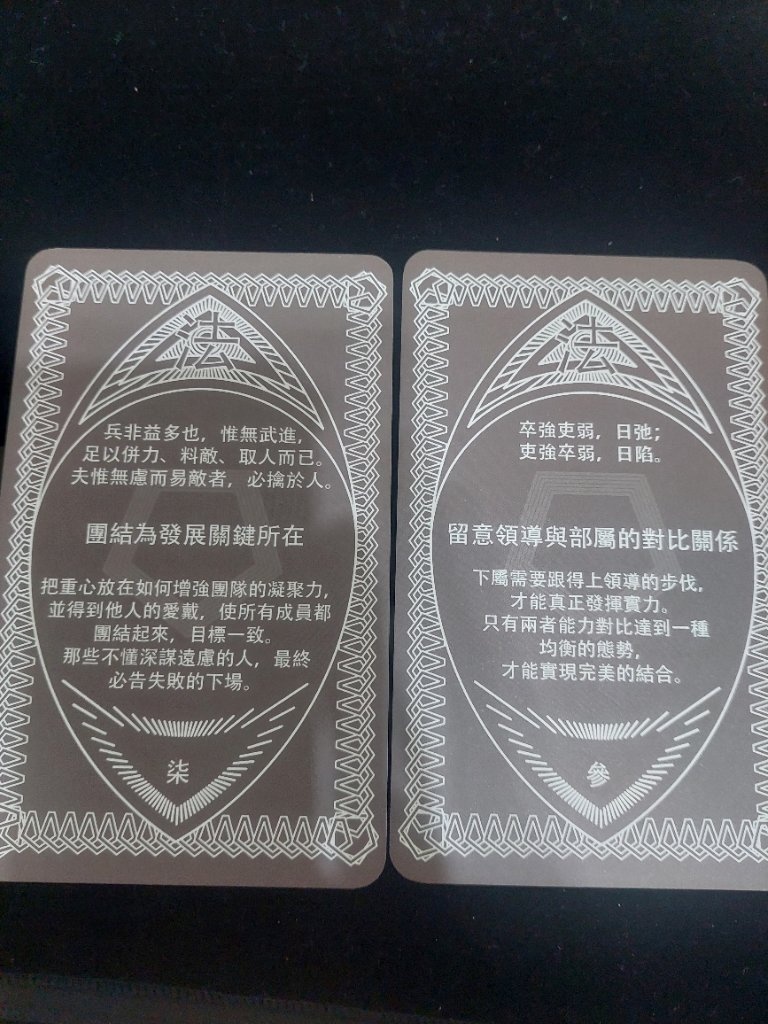 法
兵非益多也，惟無武進，
足以併力、料敵、取人而已。
夫惟無慮而易敵者，必擒於人。
團結為發展關鍵所在
把重心放在如何增強團隊的凝聚力，
並得到他人的愛戴，使所有成員都
團結起來，目標一致。
那些不懂深謀遠慮的人，最終
必告失敗的下場。
柒
法
卒強吏弱，日弛；
吏強卒弱，日陷。
留意領導與部屬的對比關係
下屬需要跟得上領導的步伐，
才能真正發揮實力。
只有兩者能力對比達到一種
均衡的態勢，
才能實現完美的結合。
參